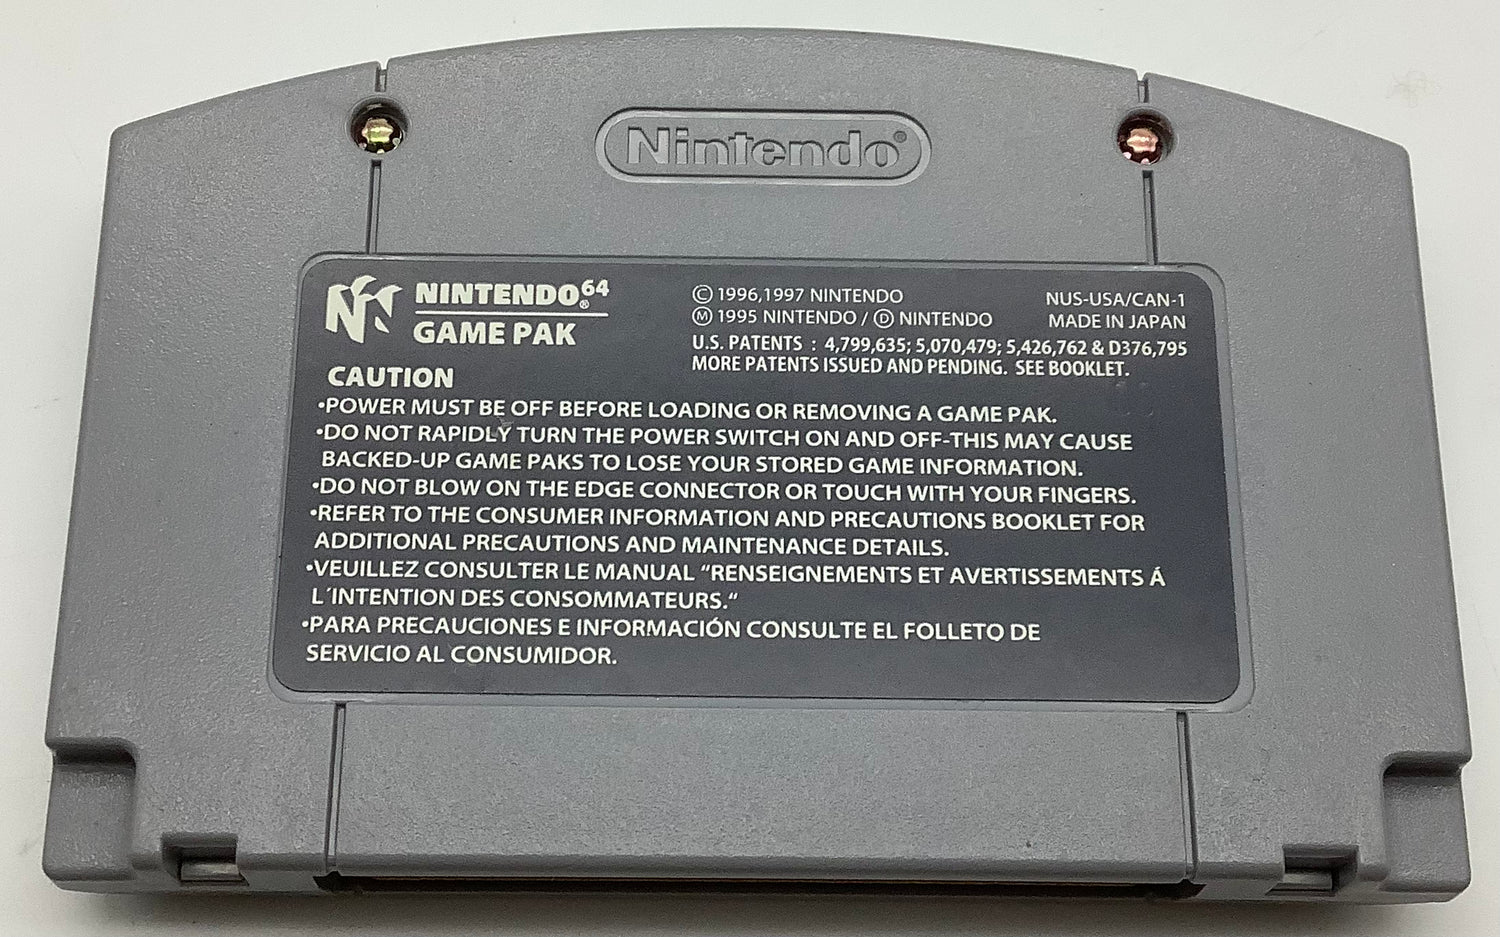 Nintendo®
NINTENDO⁶⁴®
GAME PAK
Ⓒ 1996,1997 NINTENDO
Ⓜ 1995 NINTENDO / Ⓓ NINTENDO
NUS-USA/CAN-1
MADE IN JAPAN
U.S. PATENTS : 4,799,635; 5,070,479; 5,426,762 & D376,795
MORE PATENTS ISSUED AND PENDING. SEE BOOKLET.
CAUTION
•POWER MUST BE OFF BEFORE LOADING OR REMOVING A GAME PAK.
•DO NOT RAPIDLY TURN THE POWER SWITCH ON AND OFF-THIS MAY CAUSE
BACKED-UP GAME PAKS TO LOSE YOUR STORED GAME INFORMATION.
•DO NOT BLOW ON THE EDGE CONNECTOR OR TOUCH WITH YOUR FINGERS.
•REFER TO THE CONSUMER INFORMATION AND PRECAUTIONS BOOKLET FOR
ADDITIONAL PRECAUTIONS AND MAINTENANCE DETAILS.
•VEUILLEZ CONSULTER LE MANUAL “RENSEIGNEMENTS ET AVERTISSEMENTS Á
L´INTENTION DES CONSOMMATEURS.“
•PARA PRECAUCIONES E INFORMACIÓN CONSULTE EL FOLLETO DE
SERVICIO AL CONSUMIDOR.